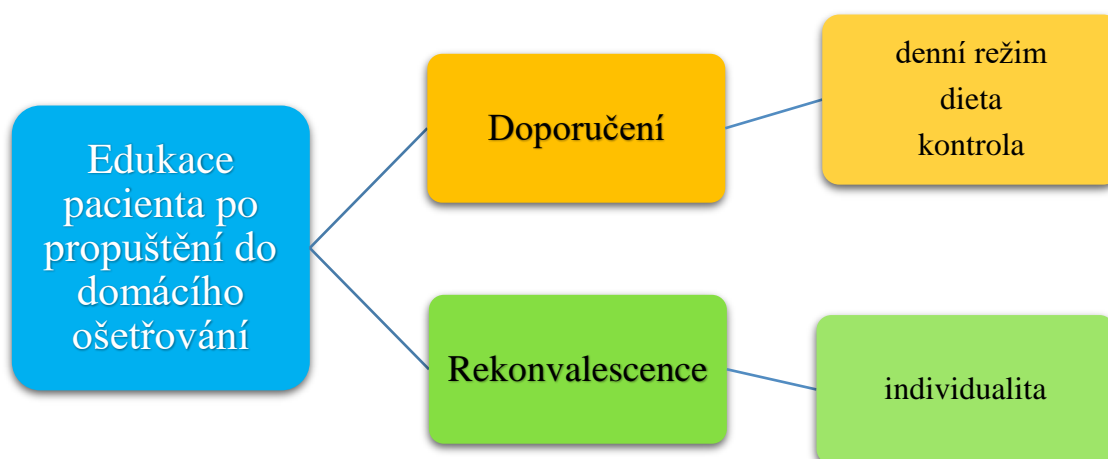 Edukace
pacienta po
propuštění do
domácího
ošetřování
Doporučení
denní režim
dieta
kontrola
Rekonvalescence
individualita